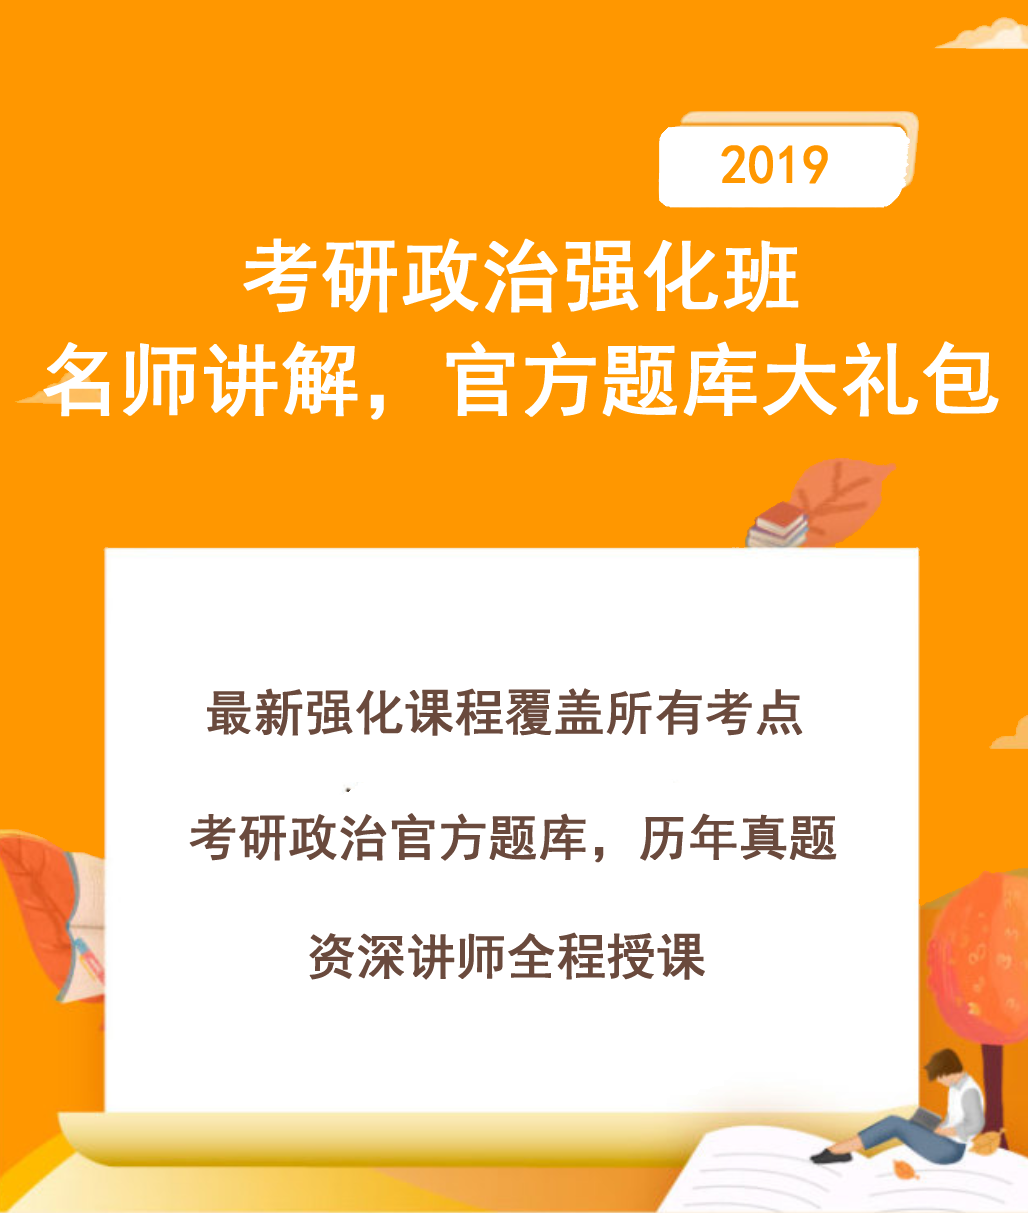 2019
考研政治强化班
名师讲解，官方题库大礼包
最新强化课程覆盖所有考点
考研政治官方题库，历年真题
资深讲师全程授课